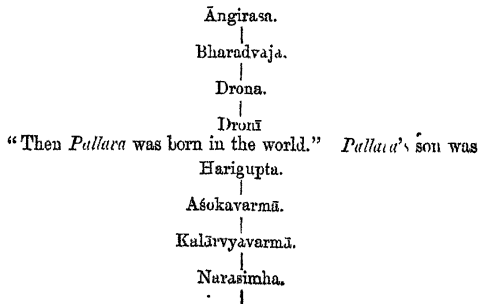 Āngirasa.
Bharadvaja.
Drona.
Dronī
"Then Pallava was born in the world." Pallava's son was
Harigupta.
Aśokavarmā.
Kalārvyavarmā.
Narasimha.